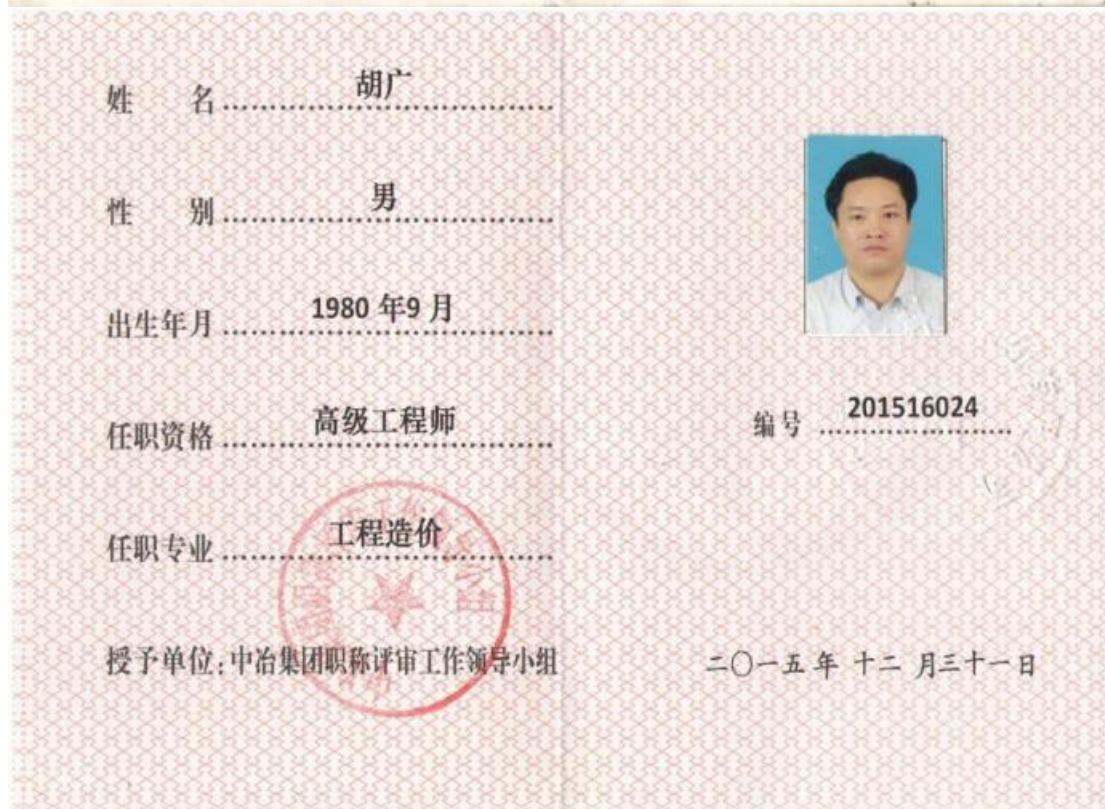 姓 名 胡广
性 别 男
出生年月 1980 年9 月
任职资格 高级工程师
任职专业 工程造价
授予单位:中冶集团职称评审工作领导小组
编号 201516024
二〇一五 年 十二 月三十一日